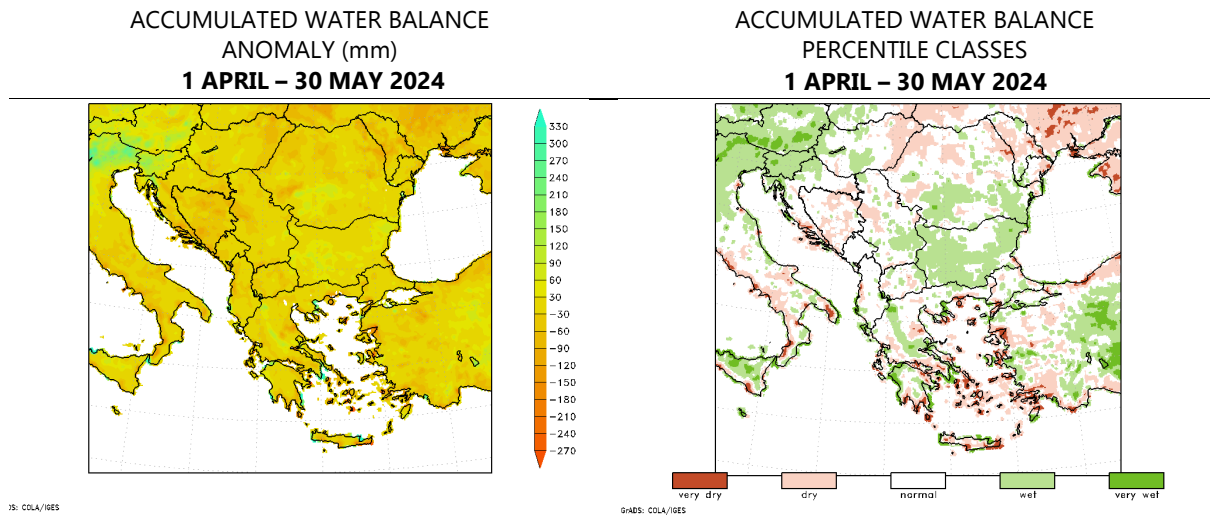 ACCUMULATED WATER BALANCE
ANOMALY (mm)
1 APRIL – 30 MAY 2024
330
300
270
240
210
180
150
120
90
60
30
-30
-60
-90
-120
-150
-180
-210
-240
-270
JS: COLA/IGES
ACCUMULATED WATER BALANCE
PERCENTILE CLASSES
1 APRIL – 30 MAY 2024
very dry
dry
normal
wet
very wet
GrADS: COLA/IGES